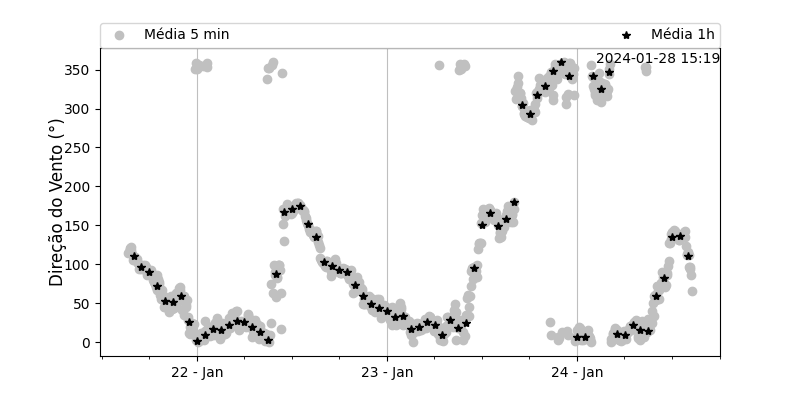 Média 5 min
Média 1h
2024-01-28 15:19
Direção do Vento (°)
350
300
250
200
150
100
50
0
22 - Jan
23 - Jan
24 - Jan